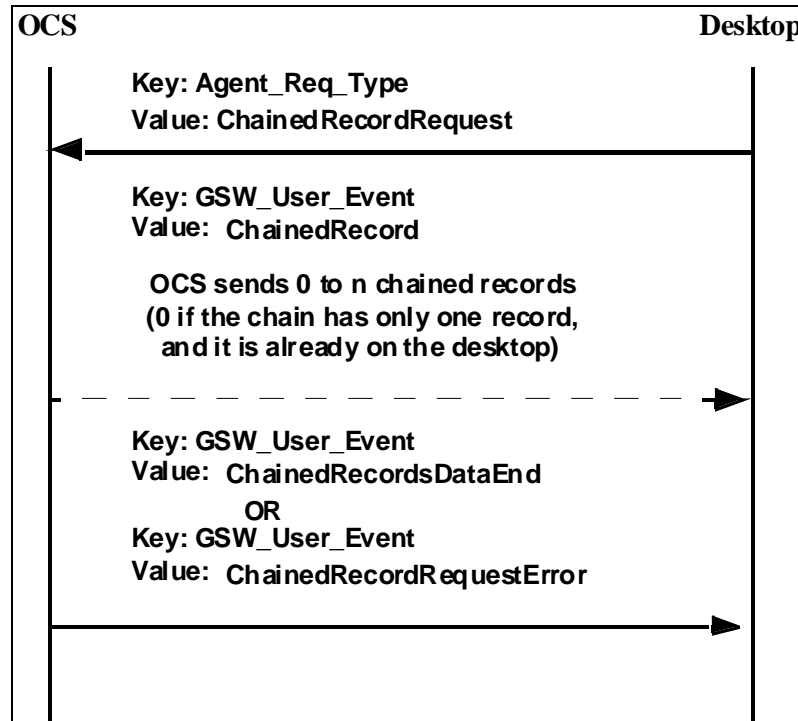 OCS Desktop
Key: Agent_Req_Type
Value: ChainedRecordRequest
Key: GSW_User_Event
Value: ChainedRecord
OCS sends 0 to n chained records
(0 if the chain has only one record,
and it is already on the desktop)
Key: GSW_User_Event
Value: ChainedRecordsDataEnd
OR
Key: GSW_User_Event
Value: ChainedRecordRequestError